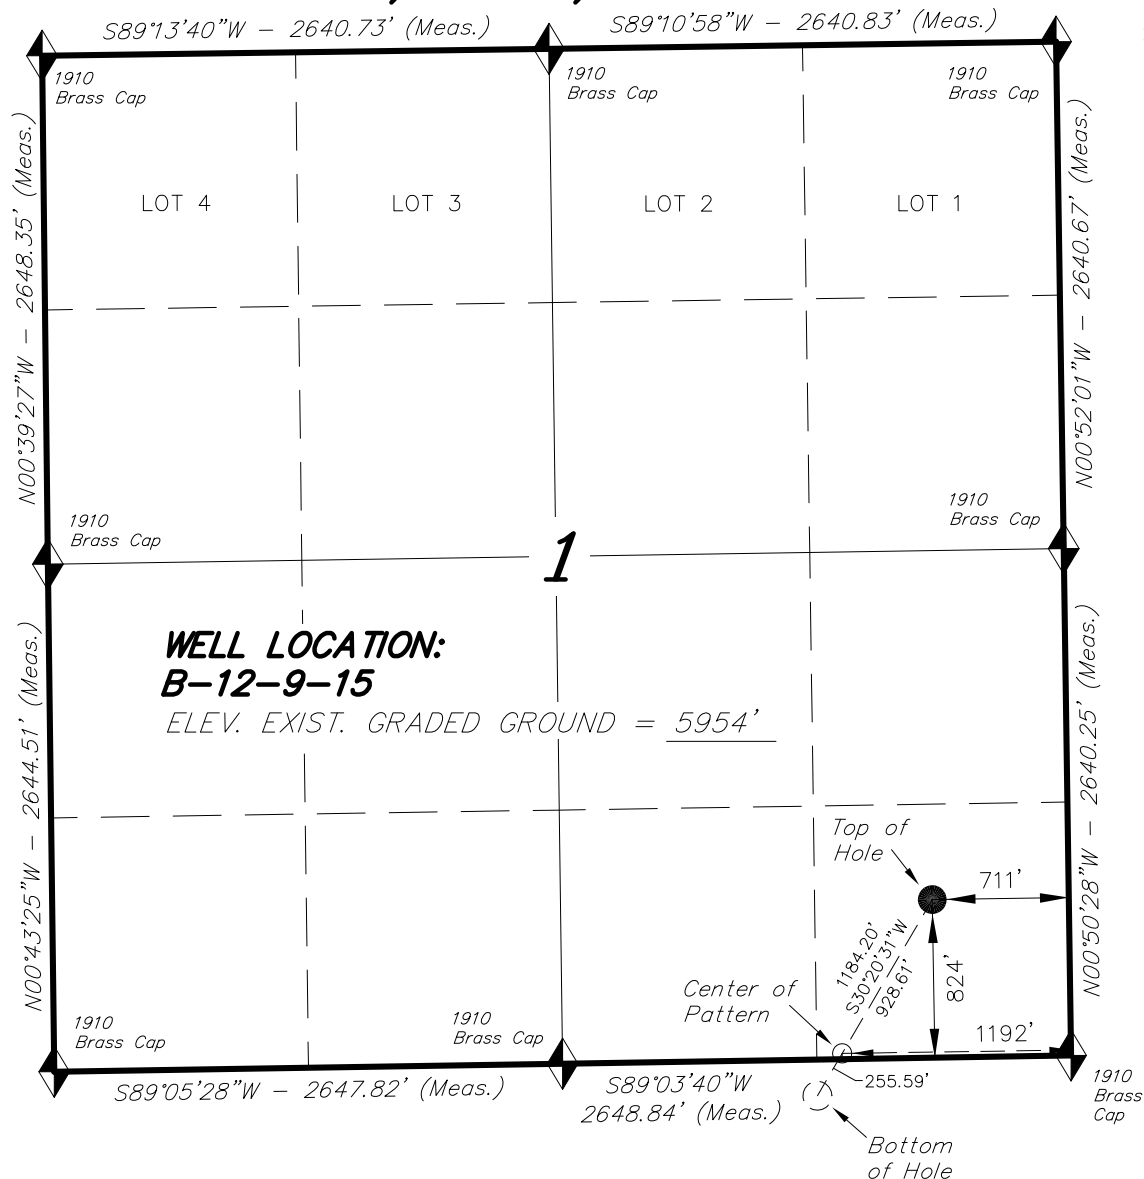 S89°13'40"W – 2640.73' (Meas.)
S89°10'58"W – 2640.83' (Meas.)
1910
Brass Cap
1910
Brass Cap
1910
Brass Cap
N00°39'27"W – 2648.35' (Meas.)
LOT 4
LOT 3
LOT 2
LOT 1
N00°52'01"W – 2640.67' (Meas.)
1910
Brass Cap
1910
Brass Cap
1
WELL LOCATION:
B–12–9–15
ELEV. EXIST. GRADED GROUND = 5954'
N00°43'25"W – 2644.51' (Meas.)
N00°50'28"W – 2640.25' (Meas.)
Top of
Hole
711'
824'
1184.20'
S30°20'31"W
928.61'
Center of
Pattern
1192'
255.59'
1910
Brass Cap
1910
Brass Cap
1910
Brass
Cap
S89°05'28"W – 2647.82' (Meas.)
S89°03'40"W
2648.84' (Meas.)
Bottom
of Hole